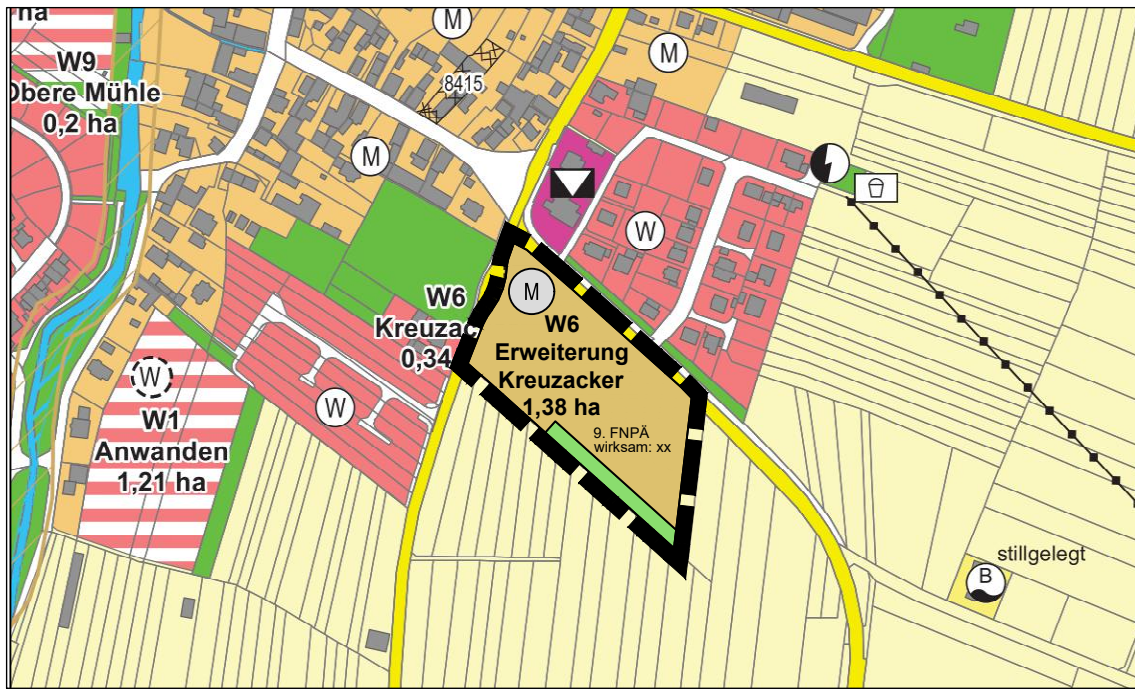 ha
W9
Obere Mühle
0,2 ha
M
8415
M
M
W
W6
Kreuzac
0,34
M
W6
Erweiterung
Kreuzacker
1,38 ha
9. FNPÄ
wirksam: xx
W
W1
Anwanden
1,21 ha
W
stillgelegt
B